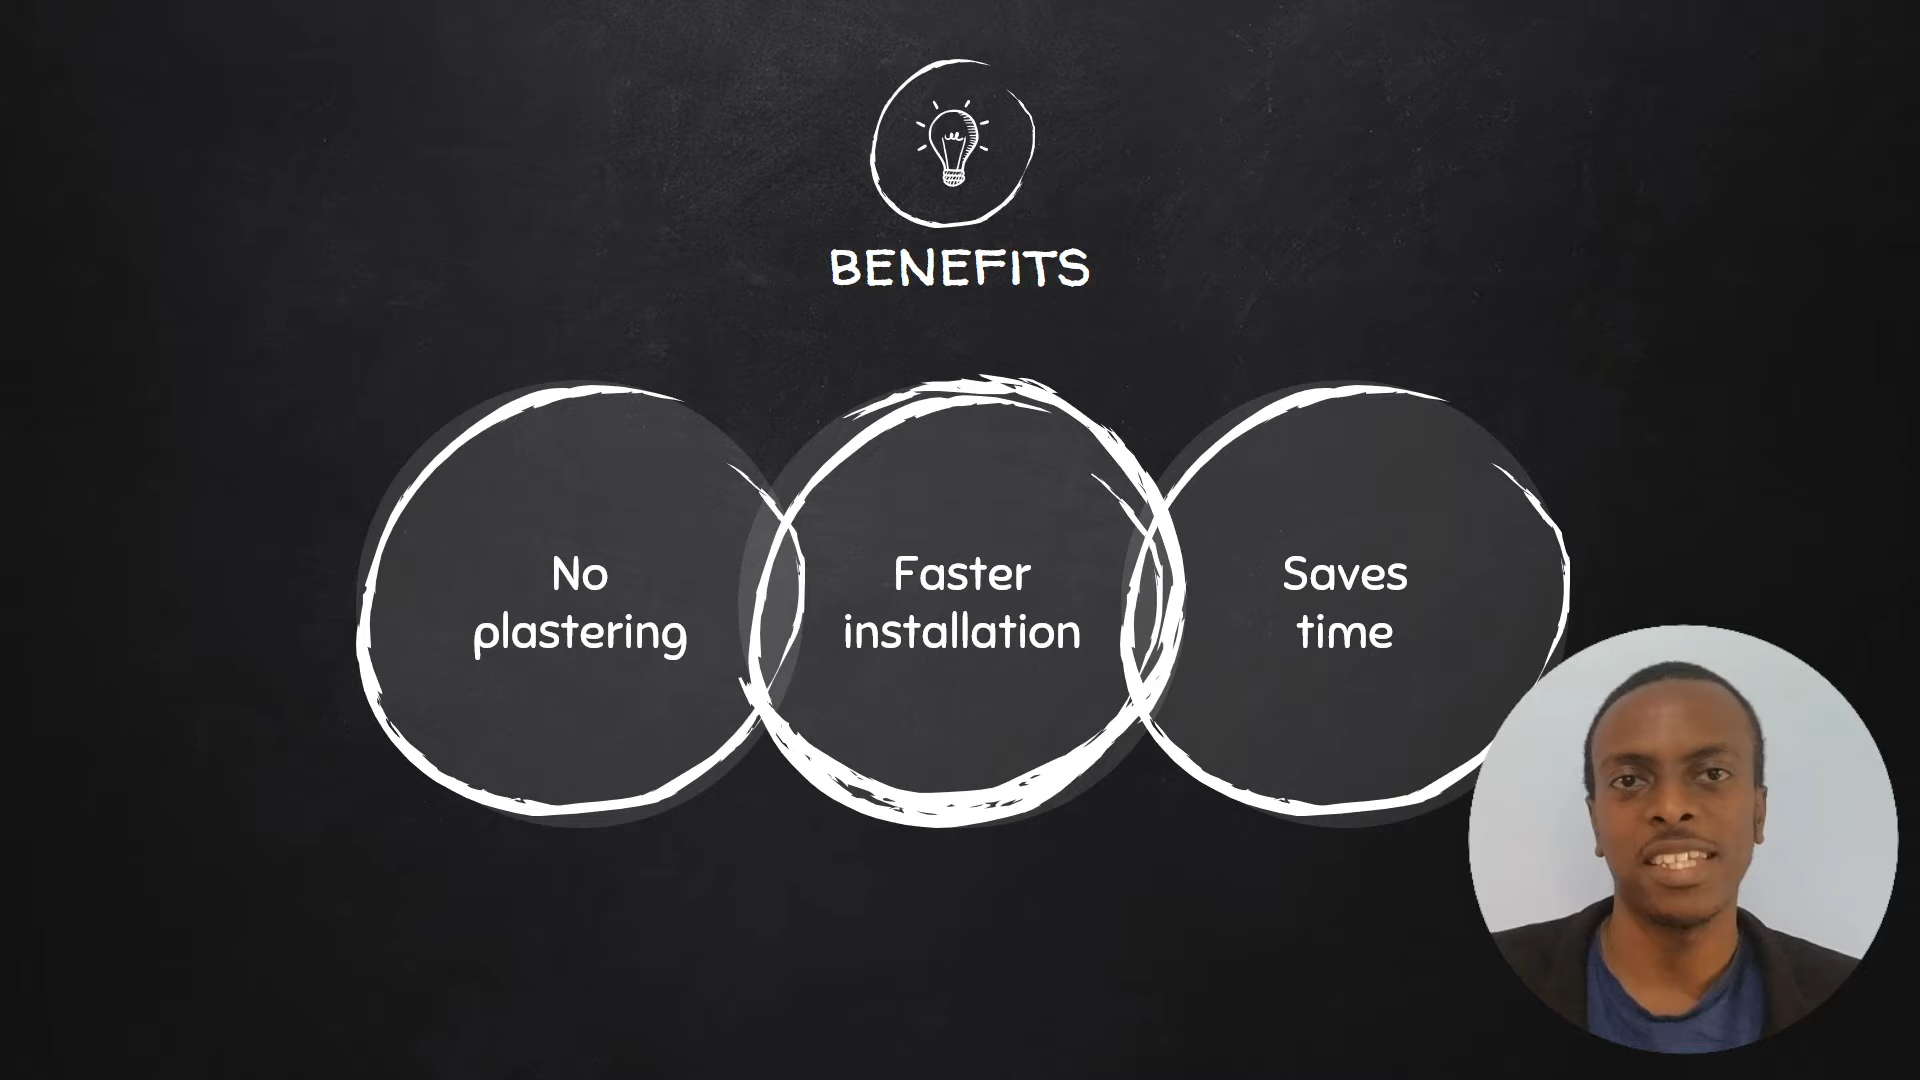 BENEFITS
No
plastering
Faster
installation
Saves
time